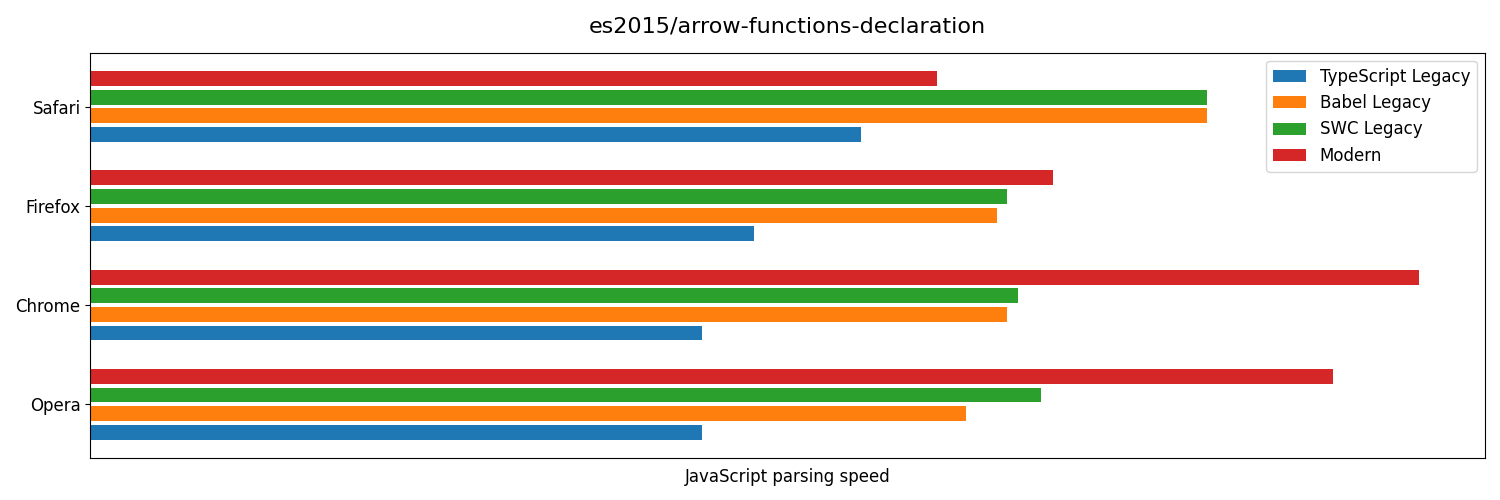 es2015/arrow-functions-declaration
TypeScript Legacy
Babel Legacy
SWC Legacy
Modern
Safari
Firefox
Chrome
Opera
JavaScript parsing speed